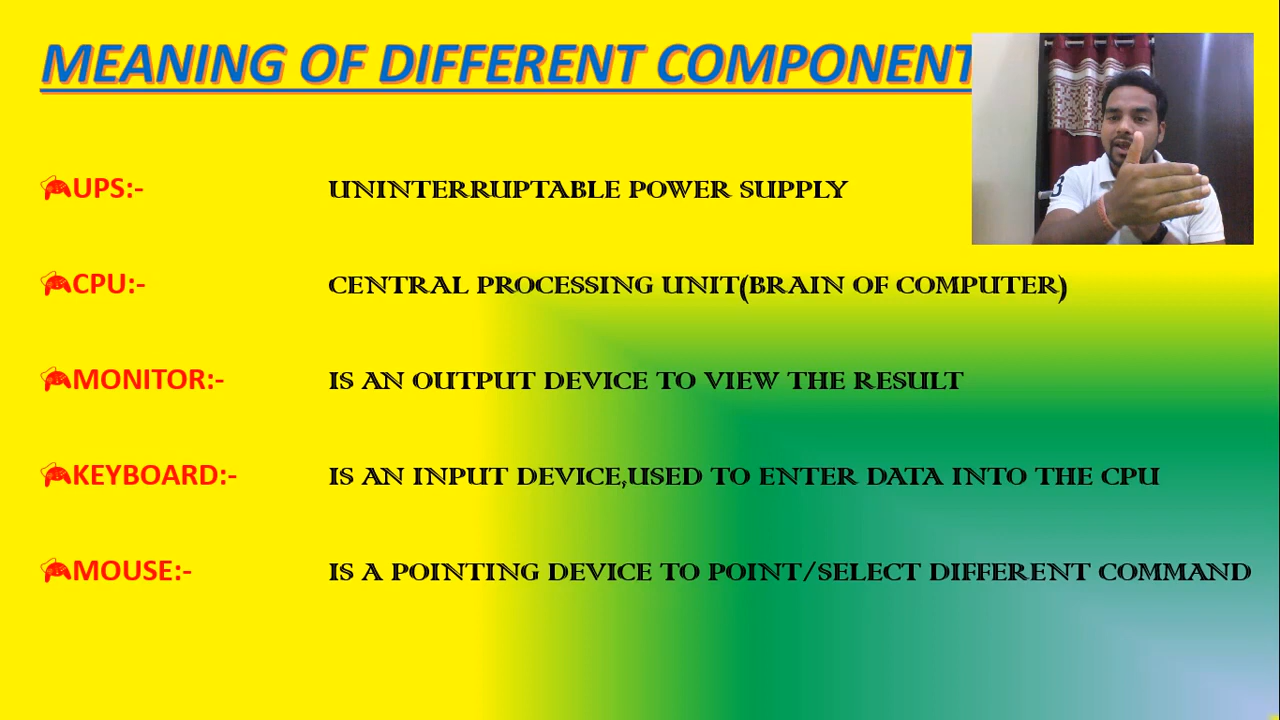 MEANING OF DIFFERENT COMPONENT
UPS:- UNINTERRUPTABLE POWER SUPPLY
CPU:- CENTRAL PROCESSING UNIT(BRAIN OF COMPUTER)
MONITOR:- IS AN OUTPUT DEVICE TO VIEW THE RESULT
KEYBOARD:- IS AN INPUT DEVICE,USED TO ENTER DATA INTO THE CPU
MOUSE:- IS A POINTING DEVICE TO POINT/SELECT DIFFERENT COMMAND
3